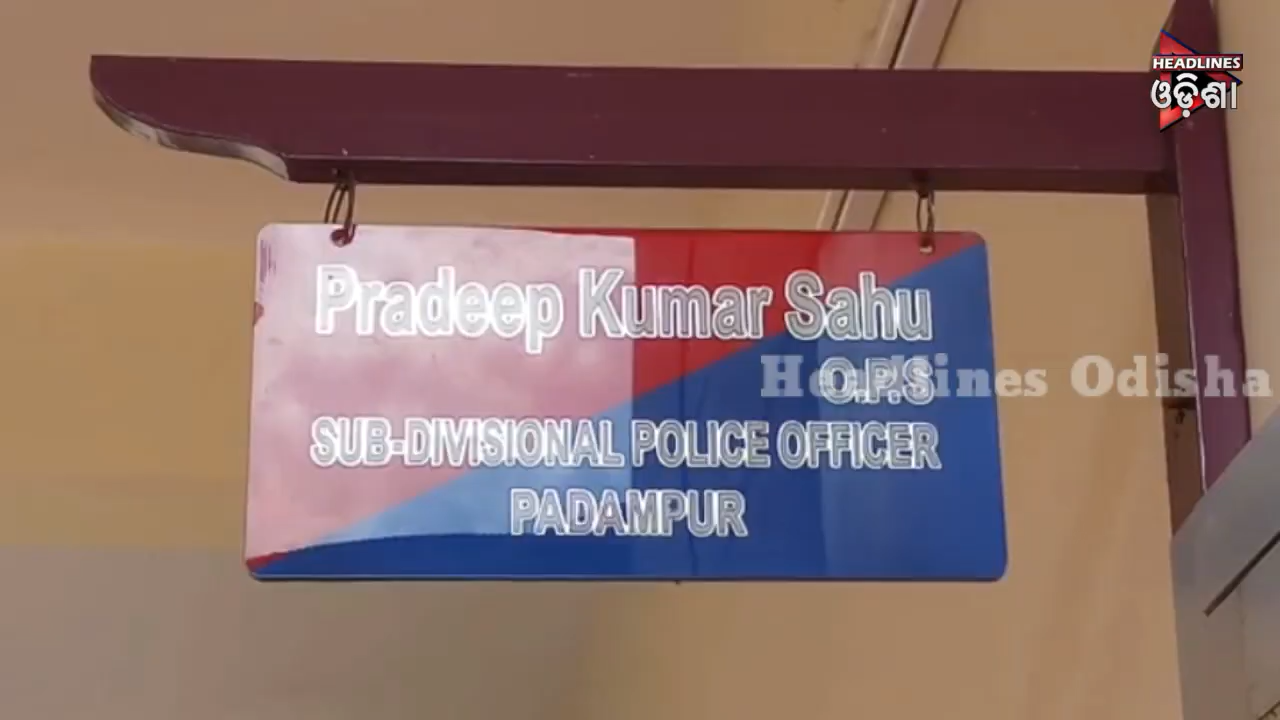 HEADLINES
ଓଡ଼ିଶା
Pradeep Kumar Sahu
O.P.S
Headlines Odisha
SUB-DIVISIONAL POLICE OFFICER
PADAMPUR